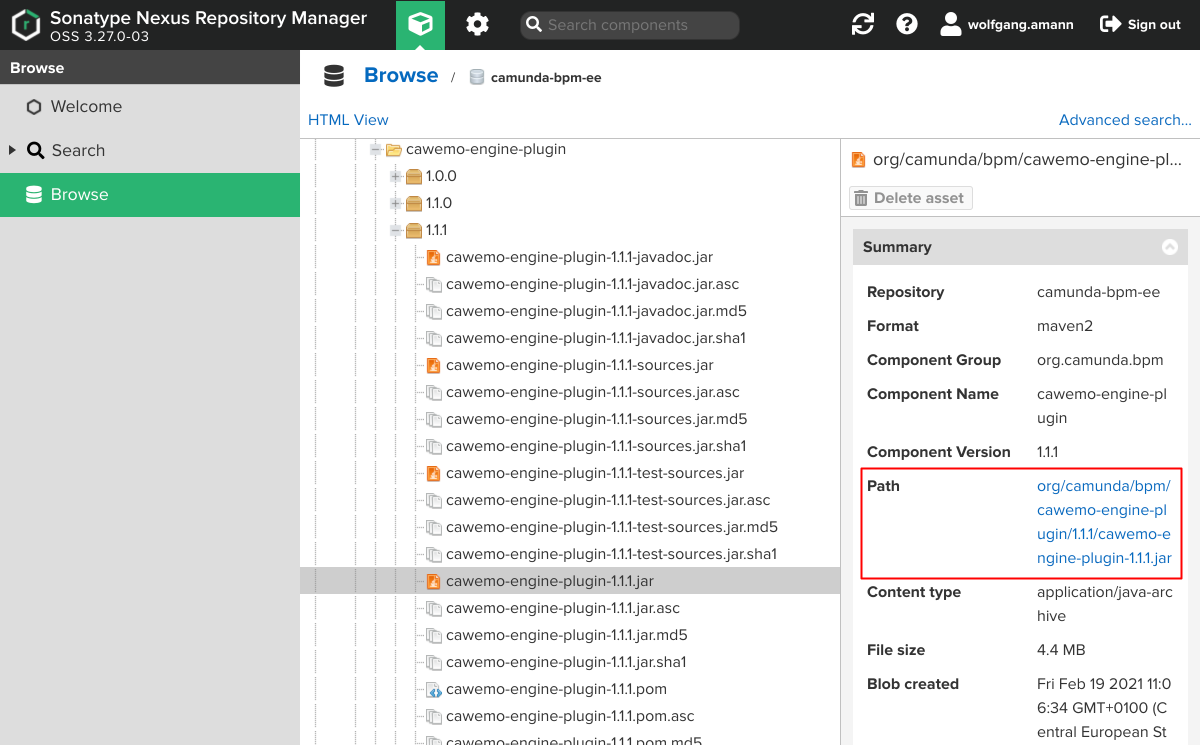 Sonatype Nexus Repository Manager
OSS 3.27.0-03
Search components
wolfgang.amann
Sign out
Browse
Welcome
Search
Browse
Browse / camunda-bpm-ee
HTML View
Advanced search...
cawemo-engine-plugin
1.0.0
1.1.0
1.1.1
cawemo-engine-plugin-1.1.1-javadoc.jar
cawemo-engine-plugin-1.1.1-javadoc.jar.asc
cawemo-engine-plugin-1.1.1-javadoc.jar.md5
cawemo-engine-plugin-1.1.1-javadoc.jar.sha1
cawemo-engine-plugin-1.1.1-sources.jar
cawemo-engine-plugin-1.1.1-sources.jar.asc
cawemo-engine-plugin-1.1.1-sources.jar.md5
cawemo-engine-plugin-1.1.1-sources.jar.sha1
cawemo-engine-plugin-1.1.1-test-sources.jar
cawemo-engine-plugin-1.1.1-test-sources.jar.asc
cawemo-engine-plugin-1.1.1-test-sources.jar.md5
cawemo-engine-plugin-1.1.1-test-sources.jar.sha1
cawemo-engine-plugin-1.1.1.jar
cawemo-engine-plugin-1.1.1.jar.asc
cawemo-engine-plugin-1.1.1.jar.md5
cawemo-engine-plugin-1.1.1.jar.sha1
cawemo-engine-plugin-1.1.1.pom
cawemo-engine-plugin-1.1.1.pom.asc
cawemo-engine-plugin-1.1.1.pom.md5
org/camunda/bpm/cawemo-engine-pl...
Delete asset
Summary
Repository camunda-bpm-ee
Format maven2
Component Group org.camunda.bpm
Component Name cawemo-engine-pl
ugin
Component Version 1.1.1
Path org/camunda/bpm/
cawemo-engine-pl
ugin/1.1.1/cawemo-e
ngine-plugin-1.1.1.jar
Content type application/java-arc
hive
File size 4.4 MB
Blob created Fri Feb 19 2021 11:0
6:34 GMT+0100 (C
entral European St